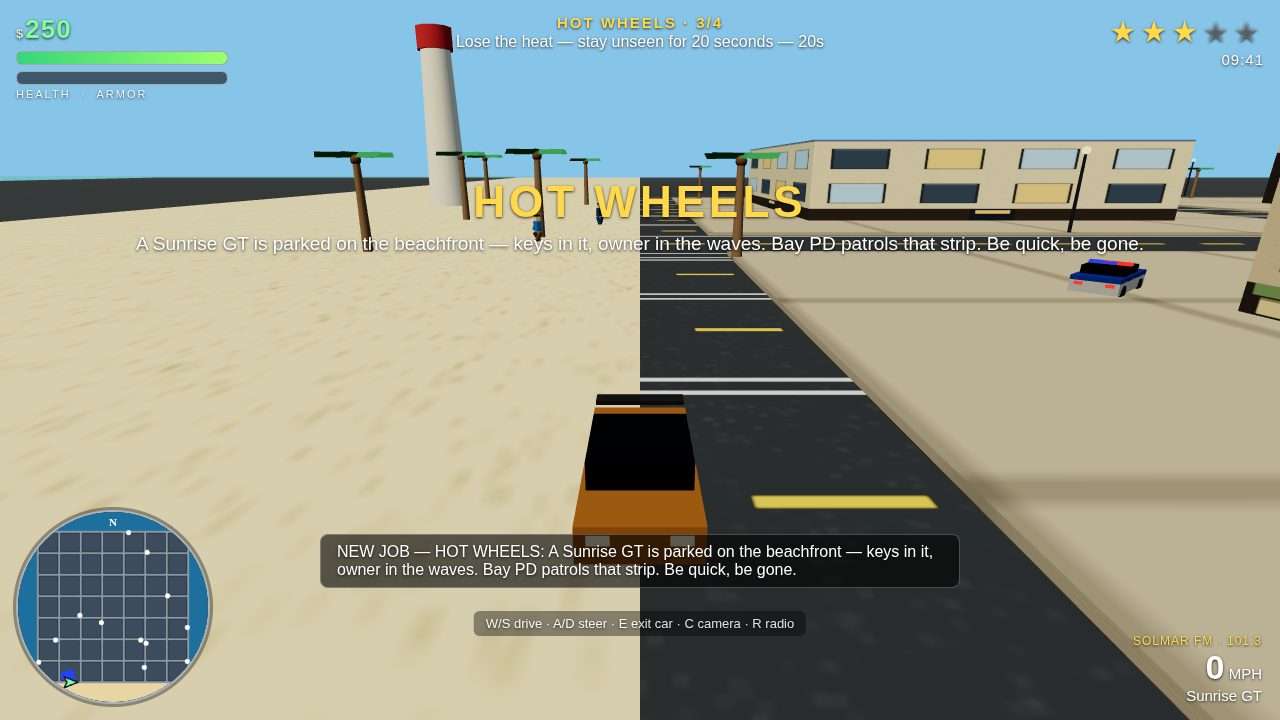 $250
HEALTH · ARMOR
HOT WHEELS · 3/4
Lose the heat — stay unseen for 20 seconds — 20s
09:41
HOT WHEELS
A Sunrise GT is parked on the beachfront — keys in it, owner in the waves. Bay PD patrols that strip. Be quick, be gone.
NEW JOB — HOT WHEELS: A Sunrise GT is parked on the beachfront — keys in it,
owner in the waves. Bay PD patrols that strip. Be quick, be gone.
W/S drive · A/D steer · E exit car · C camera · R radio
N
SOLMAR FM · 101.3
0 MPH
Sunrise GT